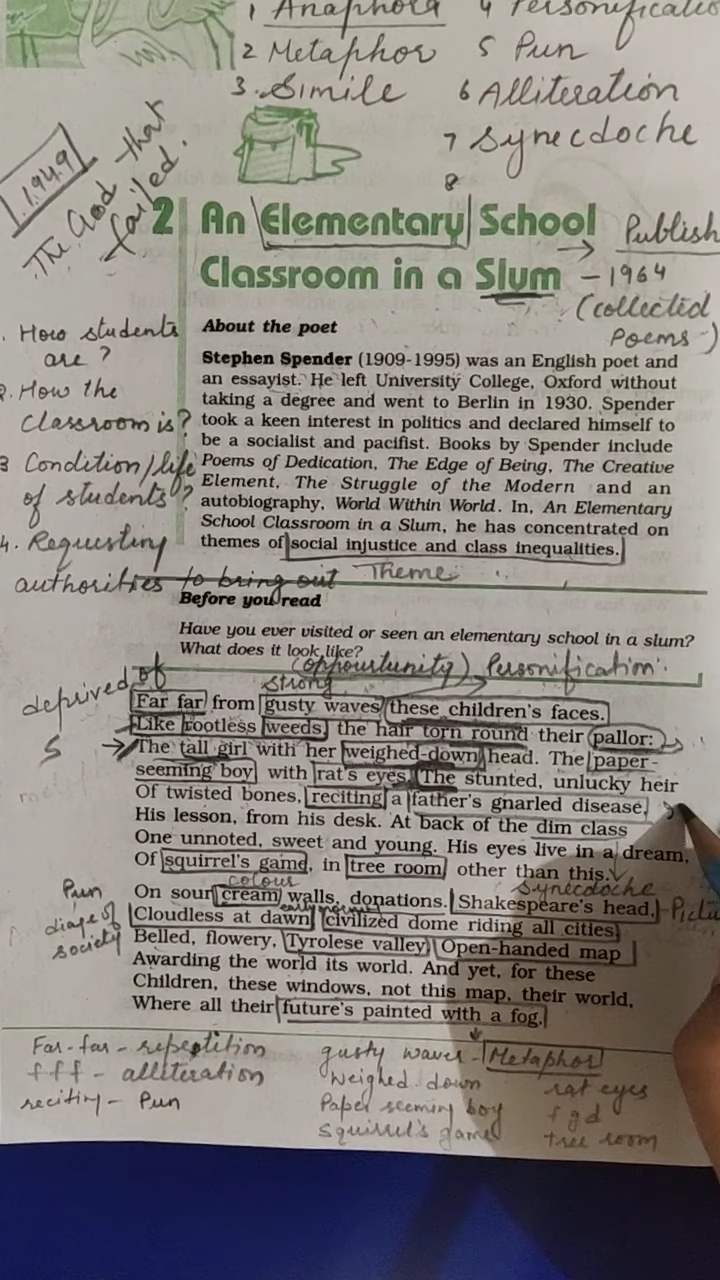 1 Anaphora 4 Personificatio
2 Metaphor 5 Pun
3. Simile 6 Alliteration
7 Synecdoche
8
1949
The God that
failed.
2 An Elementary School
Classroom in a Slum
→ Publish
- 1964
(collected
Poems)
About the poet
Stephen Spender (1909-1995) was an English poet and
an essayist. He left University College, Oxford without
taking a degree and went to Berlin in 1930. Spender
took a keen interest in politics and declared himself to
be a socialist and pacifist. Books by Spender include
Poems of Dedication, The Edge of Being, The Creative
Element, The Struggle of the Modern and an
autobiography, World Within World. In, An Elementary
School Classroom in a Slum, he has concentrated on
themes of social injustice and class inequalities.
. How students
are ?
2. How the
Classroom is?
3 Condition/life
of students?
4. Requesting
authorities to bring out
Theme
Before you read
Have you ever visited or seen an elementary school in a slum?
What does it look like?
deprived of
(oppourtunity) Personification
strong
Far far from gusty waves these children's faces.
Like rootless weeds, the hair torn round their pallor:
S
The tall girl with her weighed-down head. The paper-
seeming boy, with rat's eyes. The stunted, unlucky heir
Of twisted bones, reciting a father's gnarled disease,
His lesson, from his desk. At back of the dim class
One unnoted, sweet and young. His eyes live in a dream,
Of squirrel's game, in tree room, other than this.
colour
Synecdoche
On sour cream walls, donations. Shakespeare's head,
Pun
Cloudless at dawn, civilized dome riding all cities.
Belled, flowery, Tyrolese valley. Open-handed map
society
Awarding the world its world. And yet, for these
Children, these windows, not this map, their world,
Where all their future's painted with a fog,
Far-far - repetition
f f f - alliteration
reciting - Pun
gusty waves - Metaphor
Weighed down rat eyes
Paper seeming boy f g d
Squirrel's game tree room